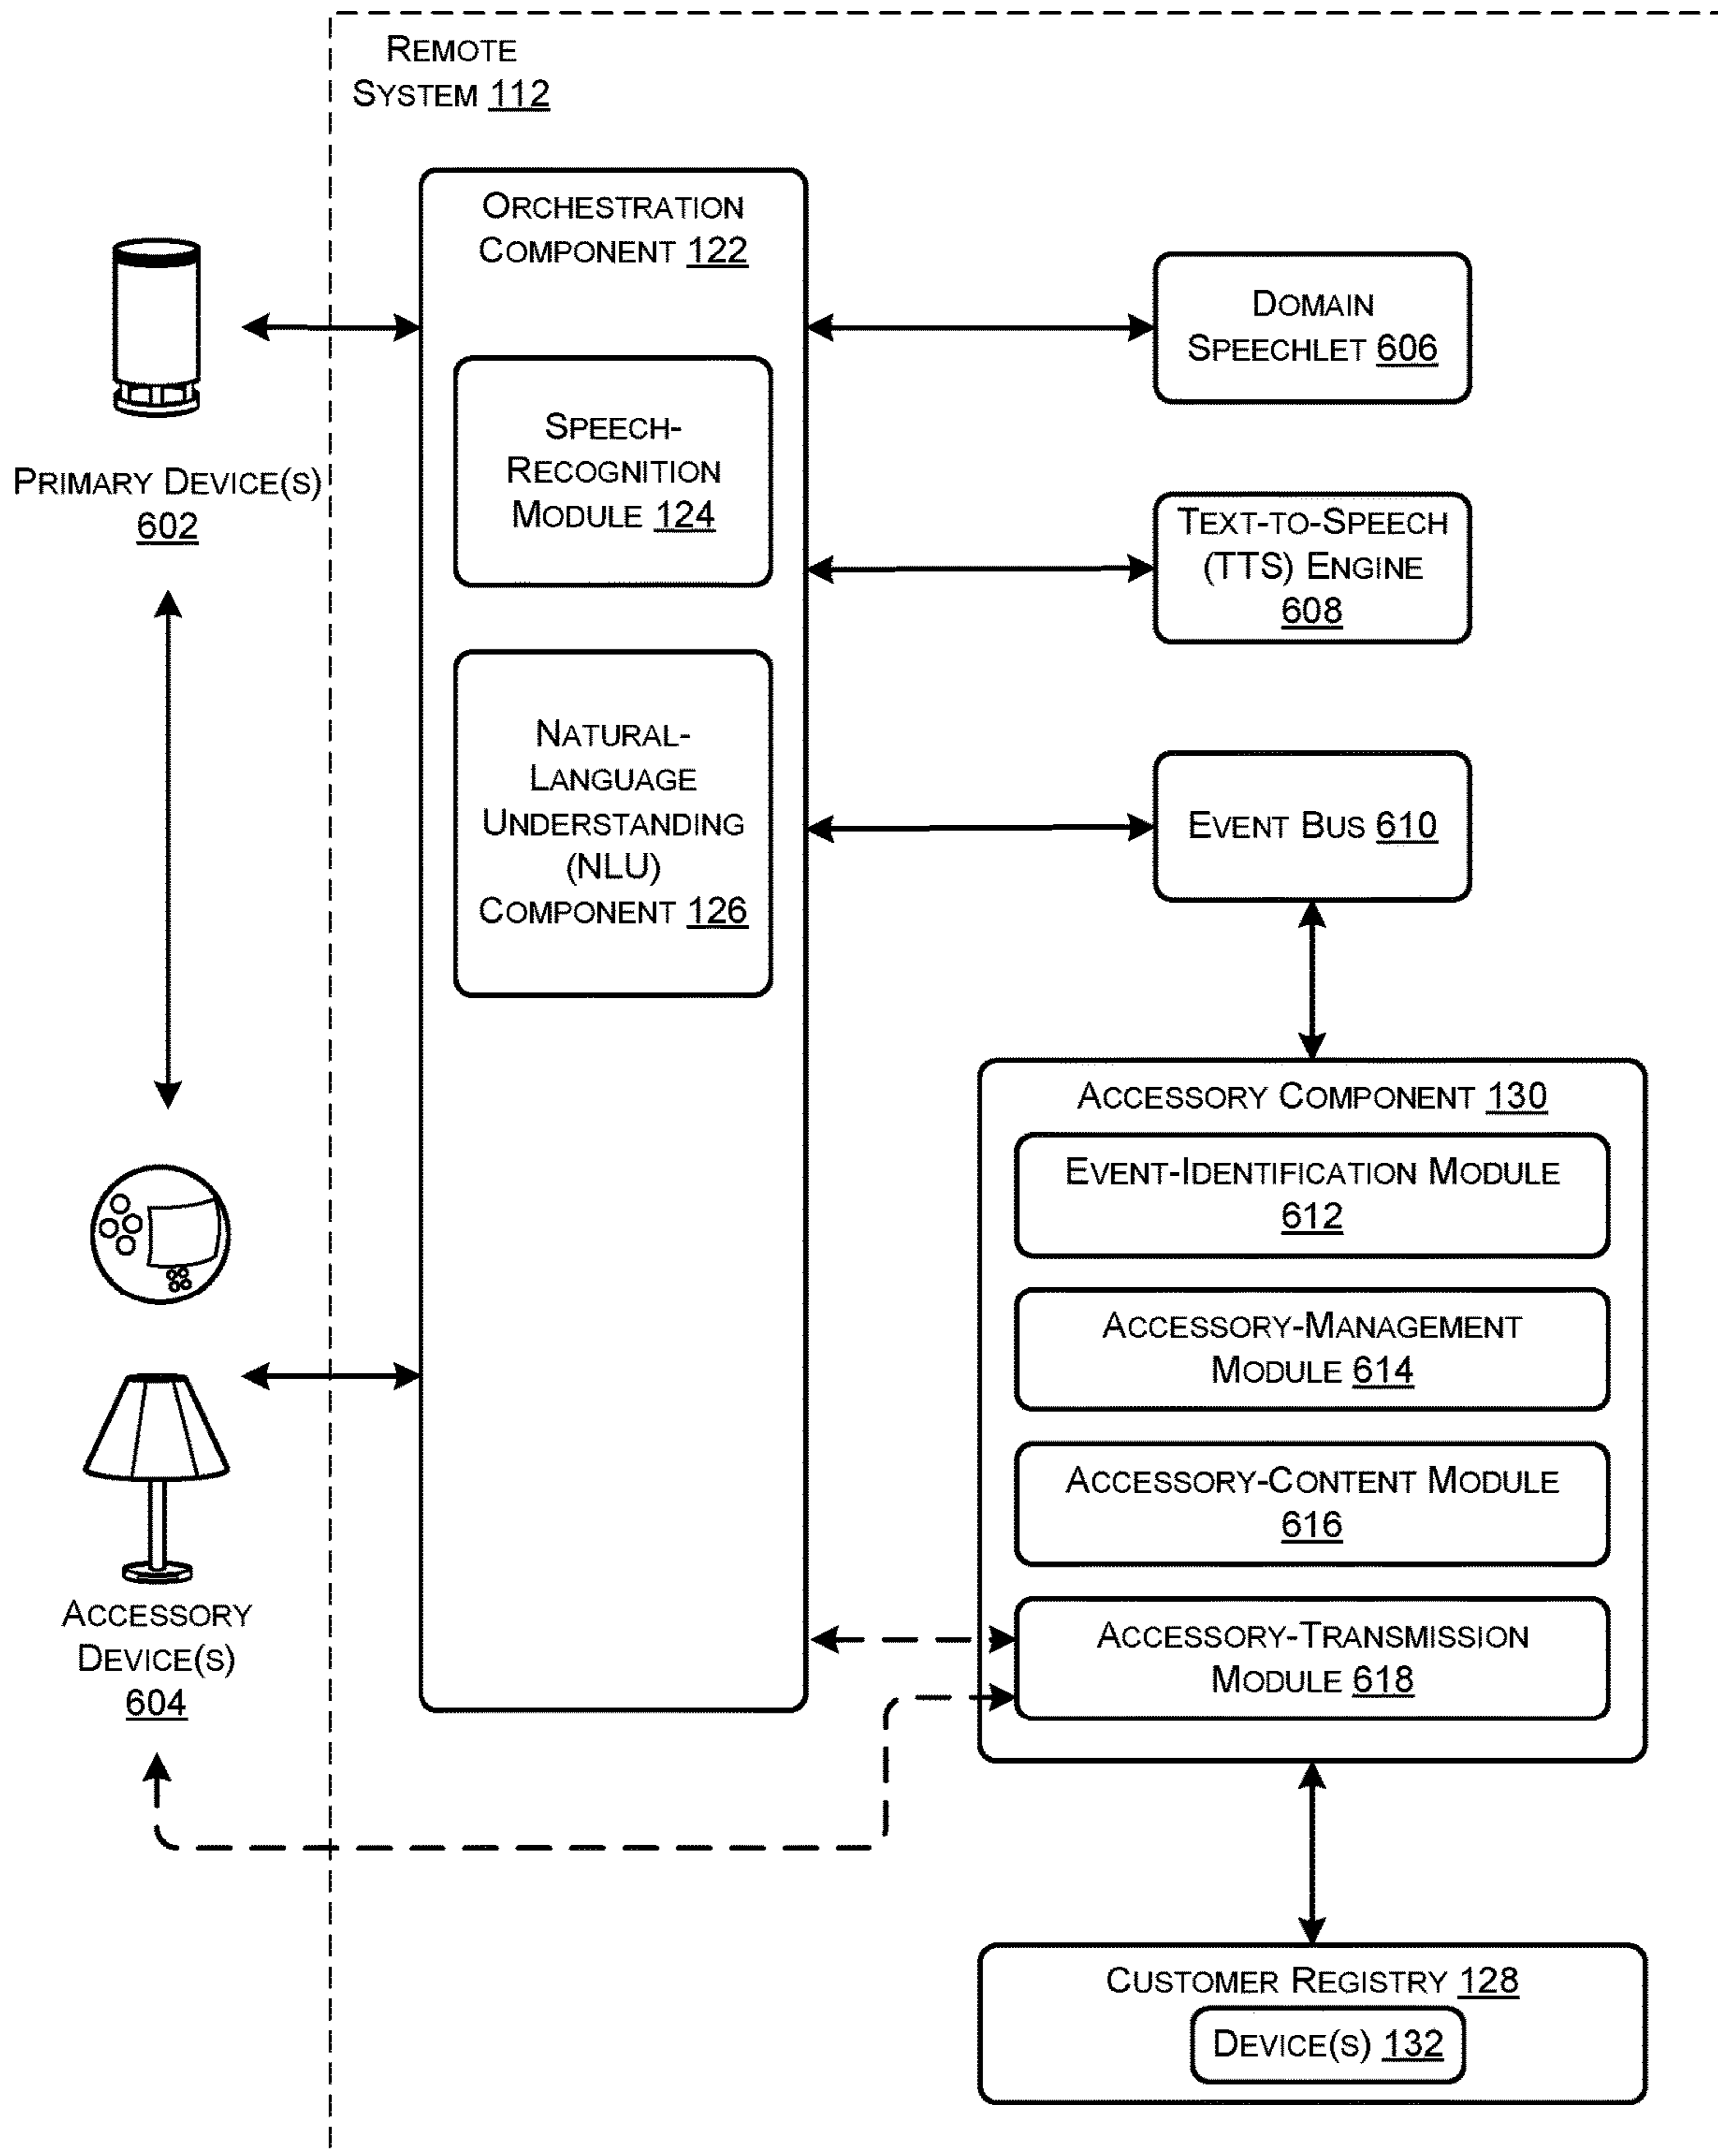 REMOTE
SYSTEM 112
ORCHESTRATION
COMPONENT 122
SPEECH-
RECOGNITION
MODULE 124
NATURAL-
LANGUAGE
UNDERSTANDING
(NLU)
COMPONENT 126
PRIMARY DEVICE(S)
602
ACCESSORY
DEVICE(S)
604
DOMAIN
SPEECHLET 606
TEXT-TO-SPEECH
(TTS) ENGINE
608
EVENT BUS 610
ACCESSORY COMPONENT 130
EVENT-IDENTIFICATION MODULE
612
ACCESSORY-MANAGEMENT
MODULE 614
ACCESSORY-CONTENT MODULE
616
ACCESSORY-TRANSMISSION
MODULE 618
CUSTOMER REGISTRY 128
DEVICE(S) 132